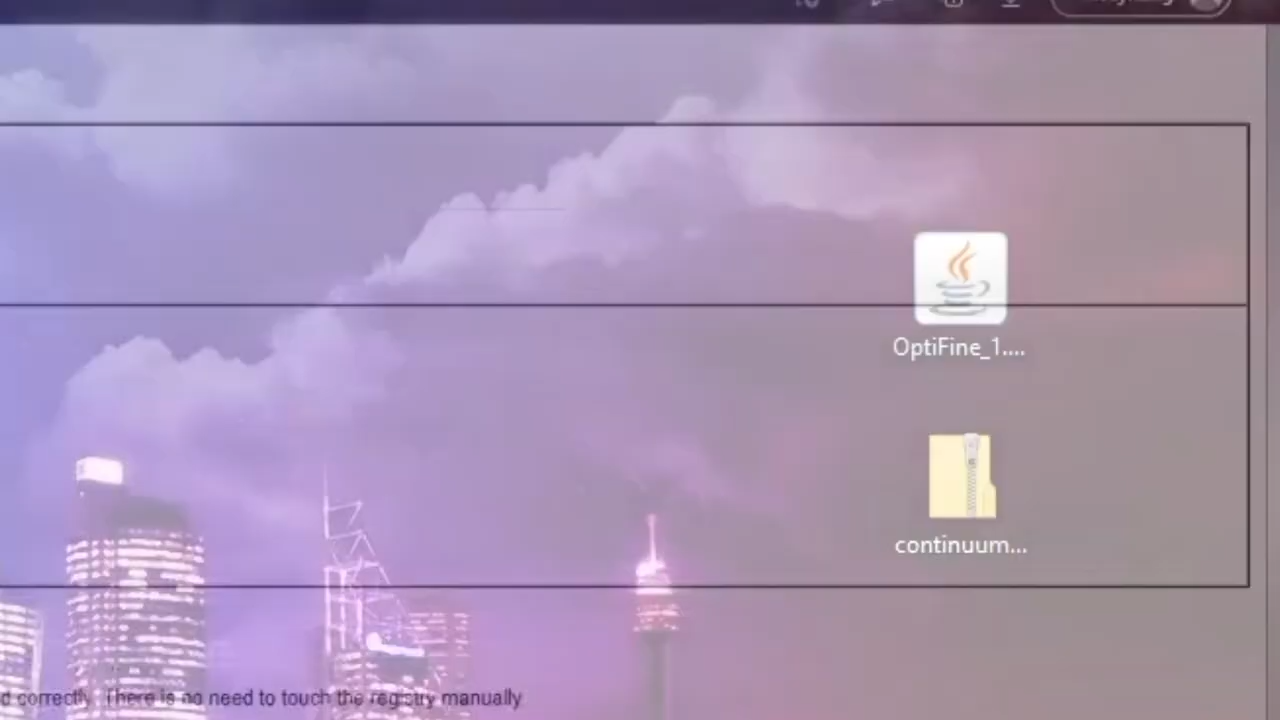 OptiFine_1....
continuum...
d correctly. There is no need to touch the registry manually